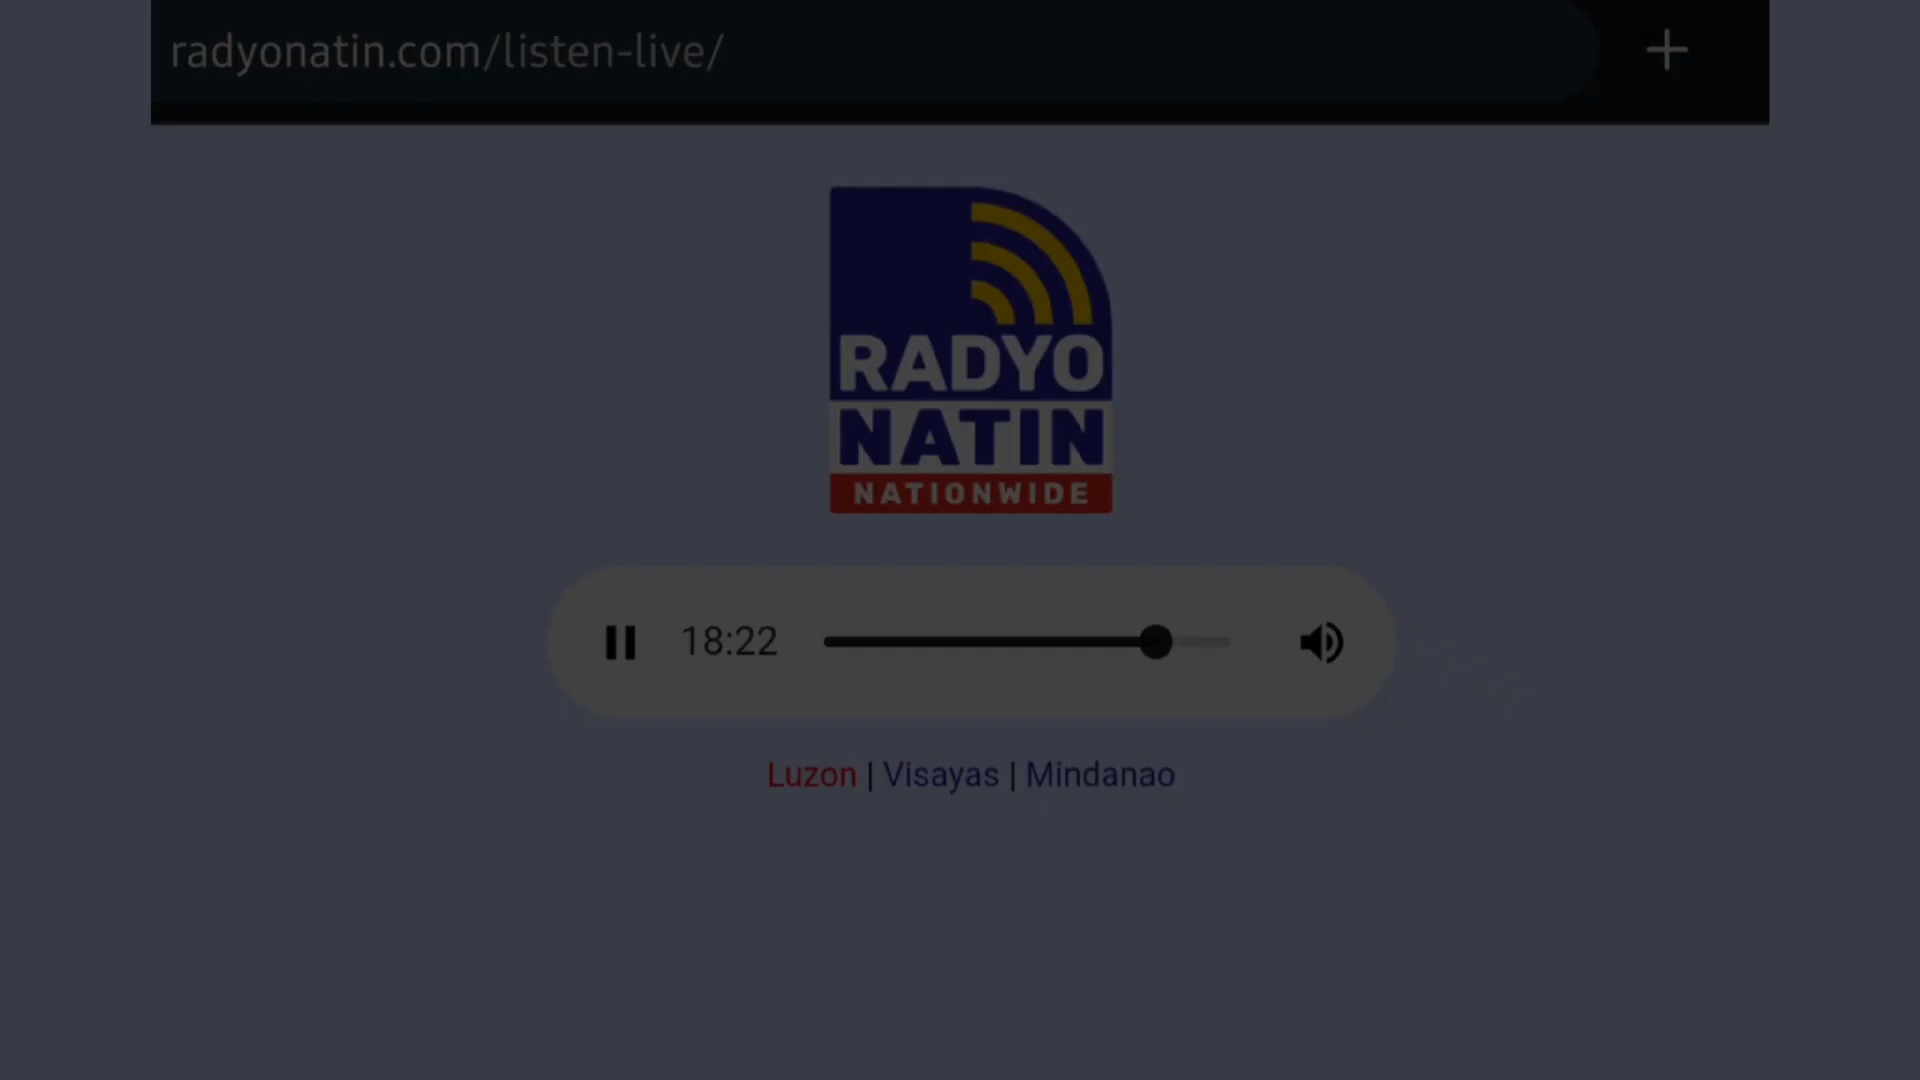 radyonatin.com/listen-live/
RADYO
NATIN
NATIONWIDE
18:22
Luzon | Visayas | Mindanao